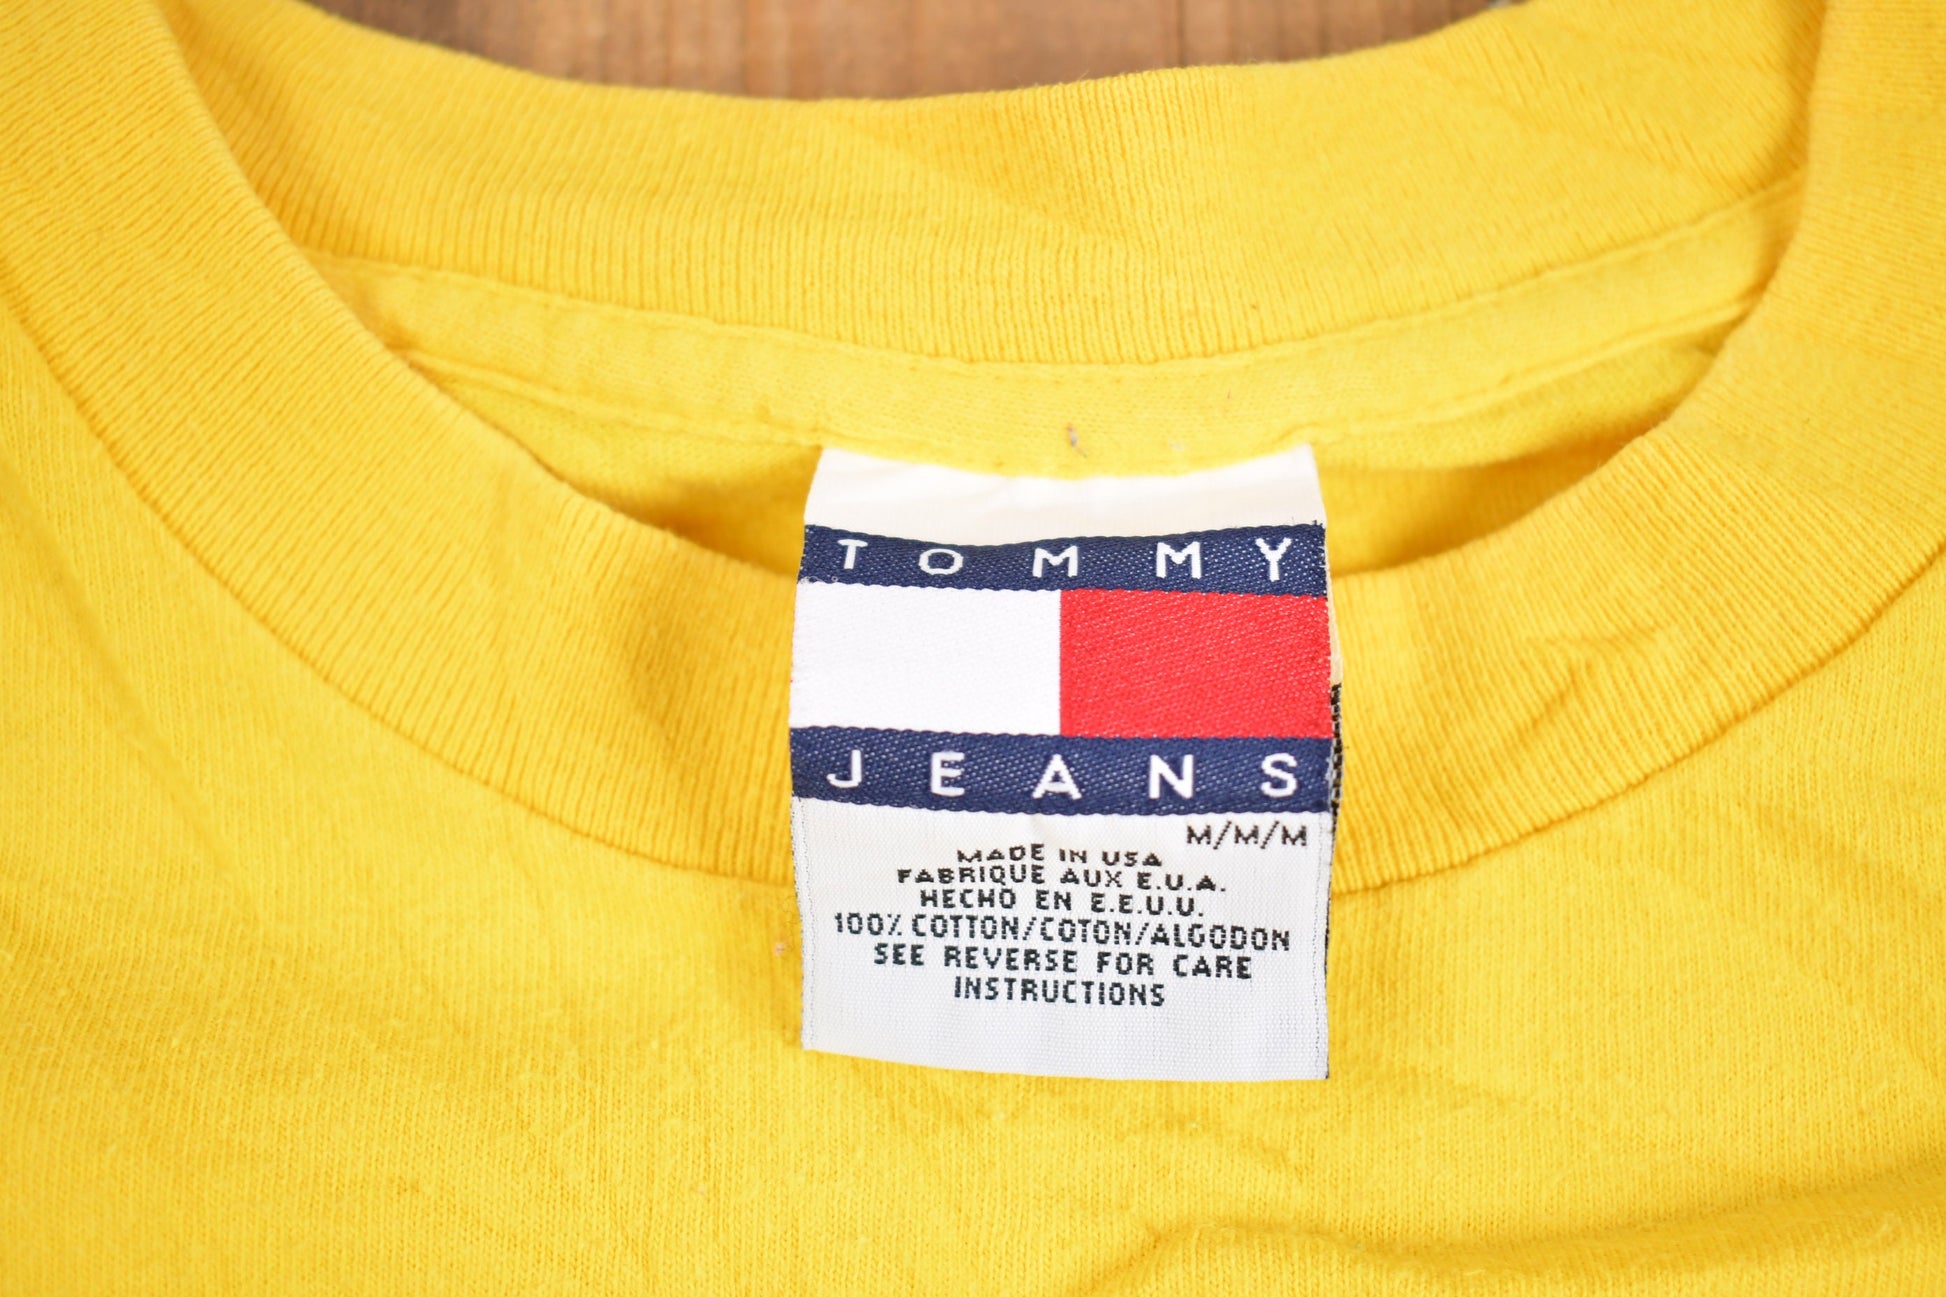 TOMMY
JEANS
M/M/M
MADE IN USA
FABRIQUE AUX E.U.A.
HECHO EN E.E.U.U.
100% COTTON/COTON/ALGODON
SEE REVERSE FOR CARE
INSTRUCTIONS